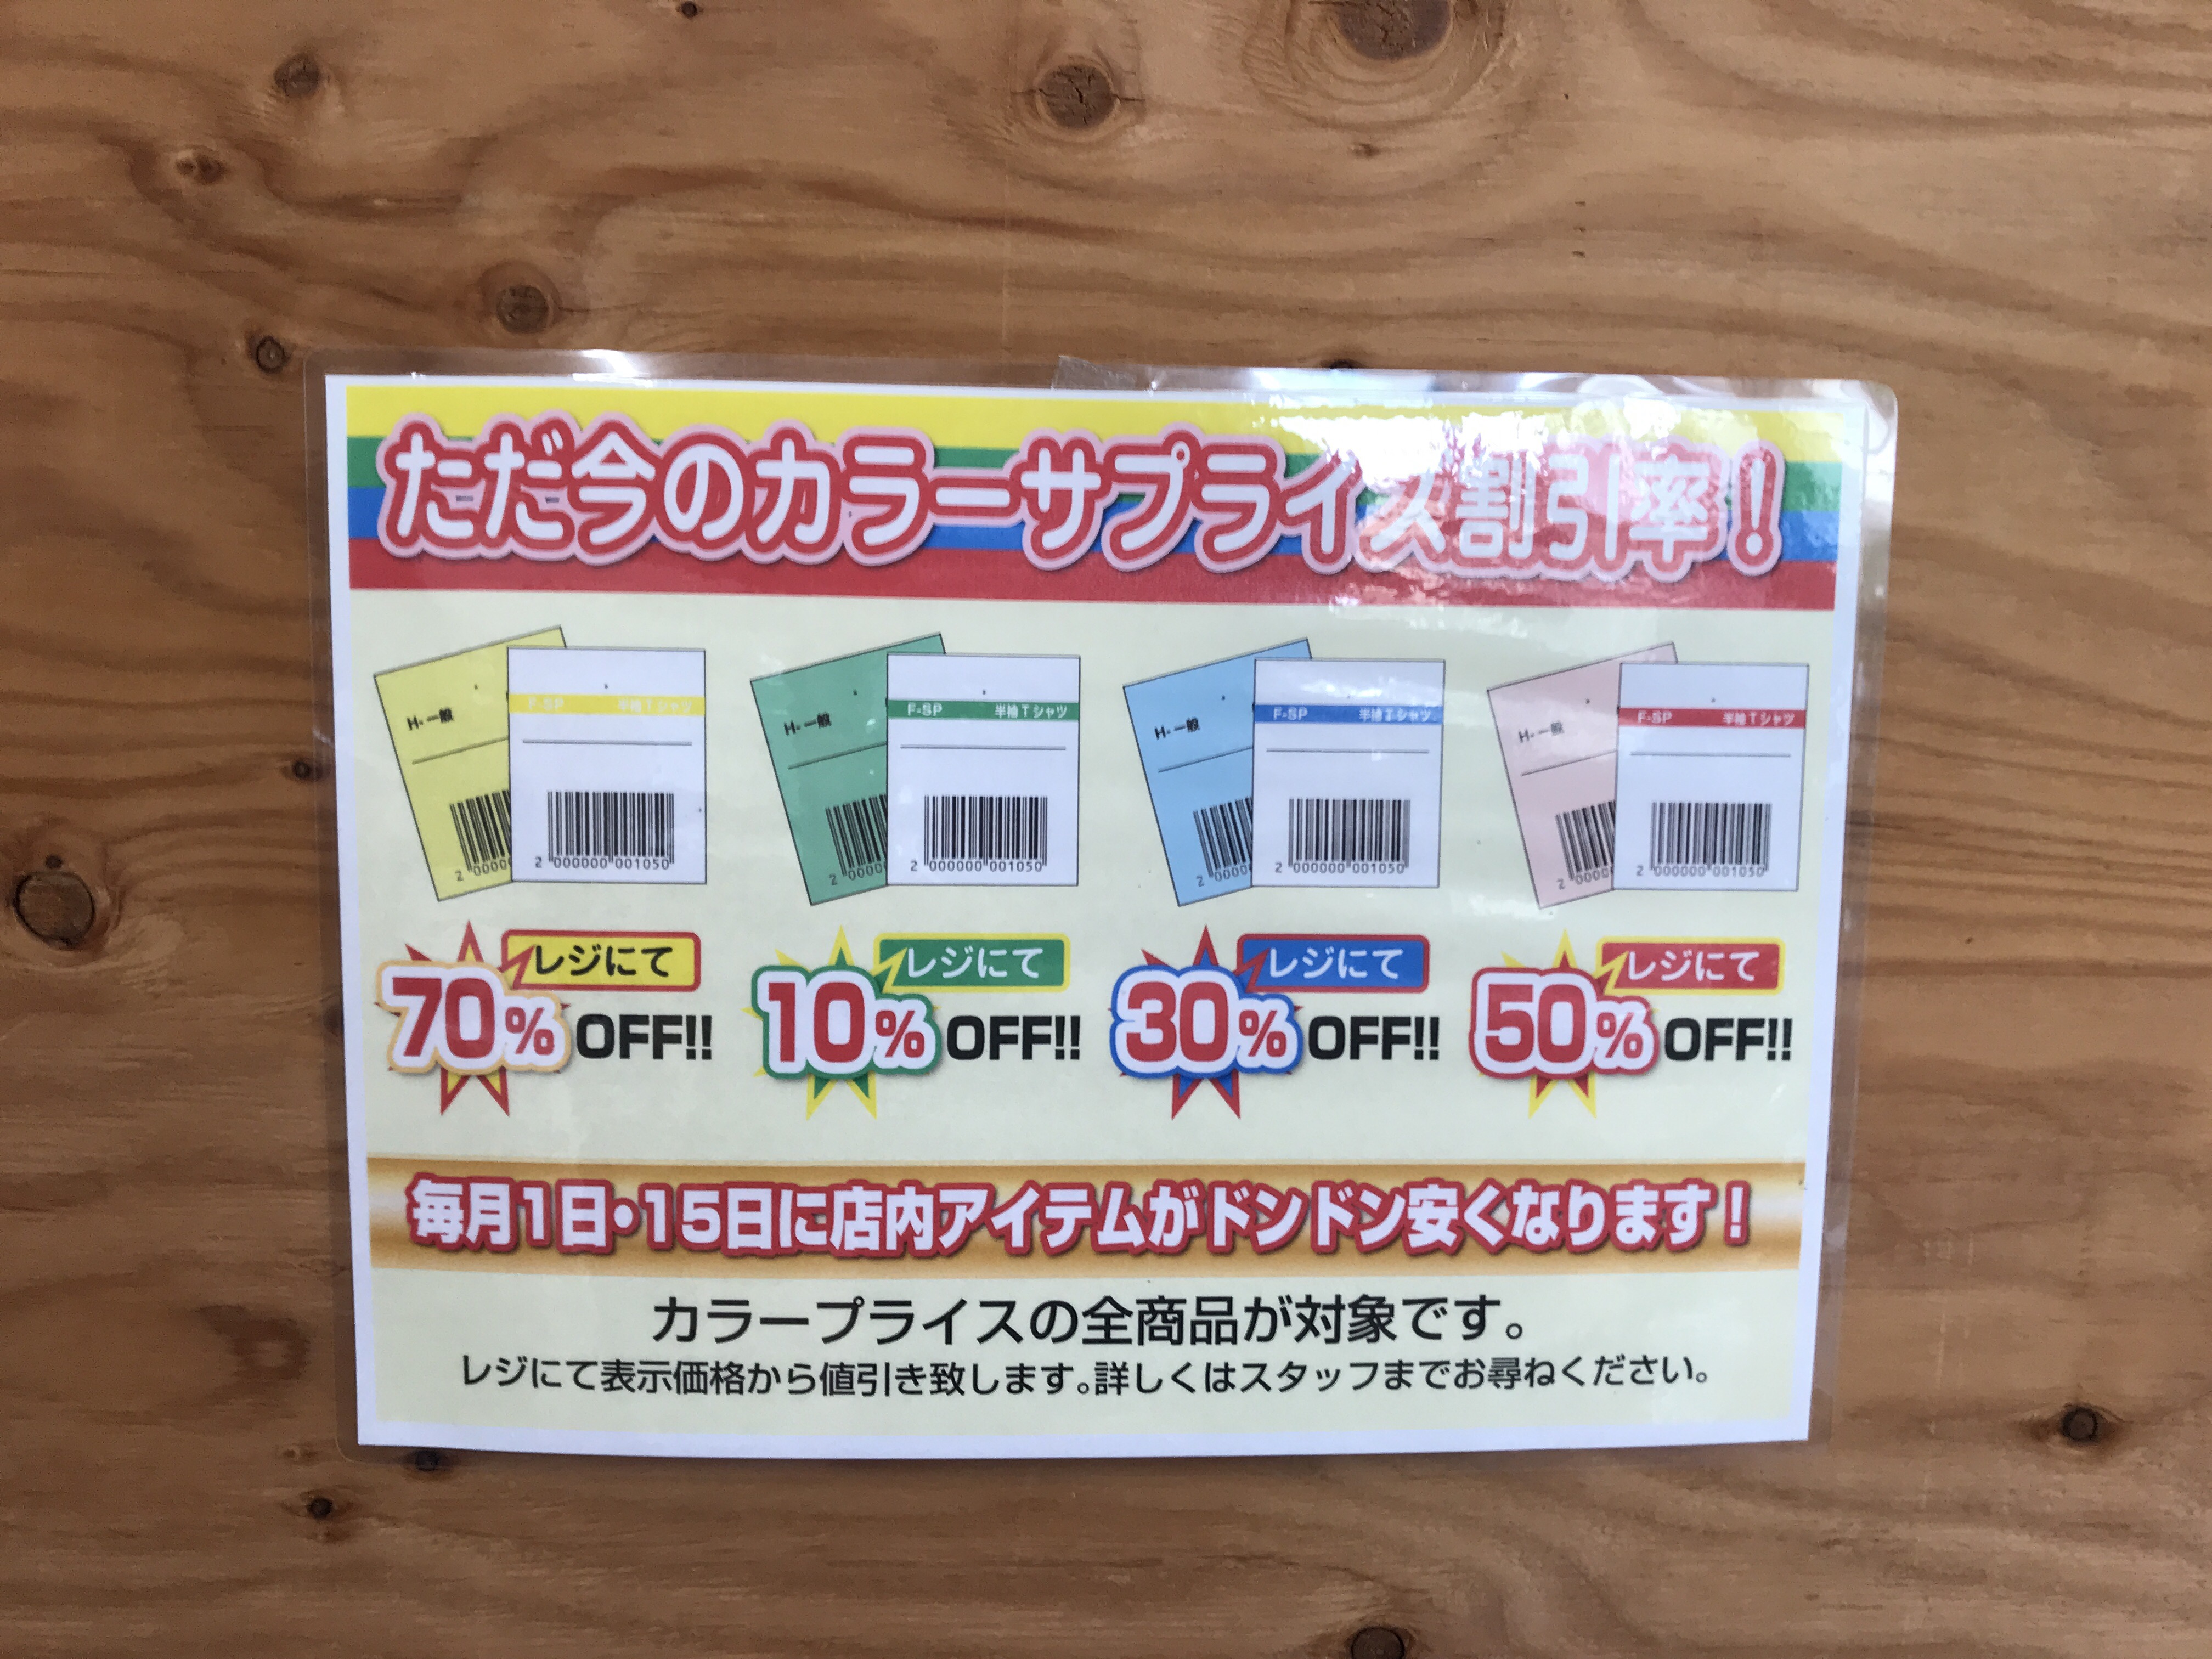 ただ今のカラーサプライス割引率！
H-一般
F-SP 半袖Tシャツ
2 0000
2 000000 001050
H-一般
F-SP 半袖Tシャツ
2 0000
2 000000 001050
H-一般
F-SP 半袖Tシャツ
2 0000
2 000000 001050
H-一般
F-SP 半袖Tシャツ
2 0000
2 000000 001050
レジにて
70% OFF!!
レジにて
10% OFF!!
レジにて
30% OFF!!
レジにて
50% OFF!!
毎月1日・15日に店内アイテムがドンドン安くなります！
カラープライスの全商品が対象です。
レジにて表示価格から値引き致します。詳しくはスタッフまでお尋ねください。